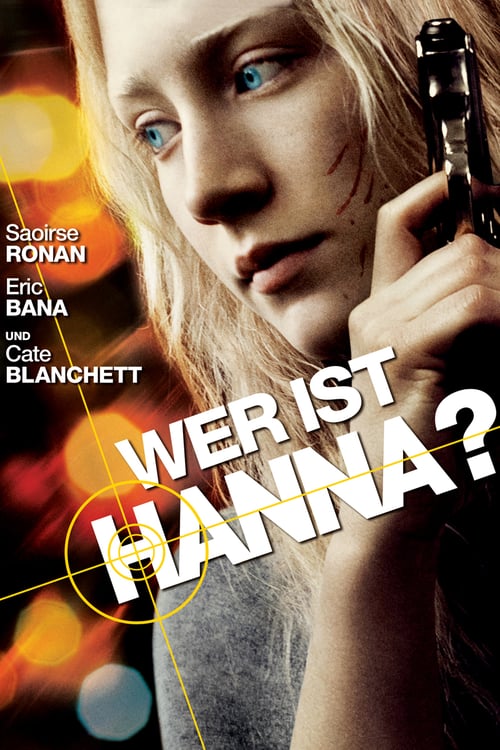 Saoirse
RONAN
Eric
BANA
UND
Cate
BLANCHETT
WER IST
HANNA?